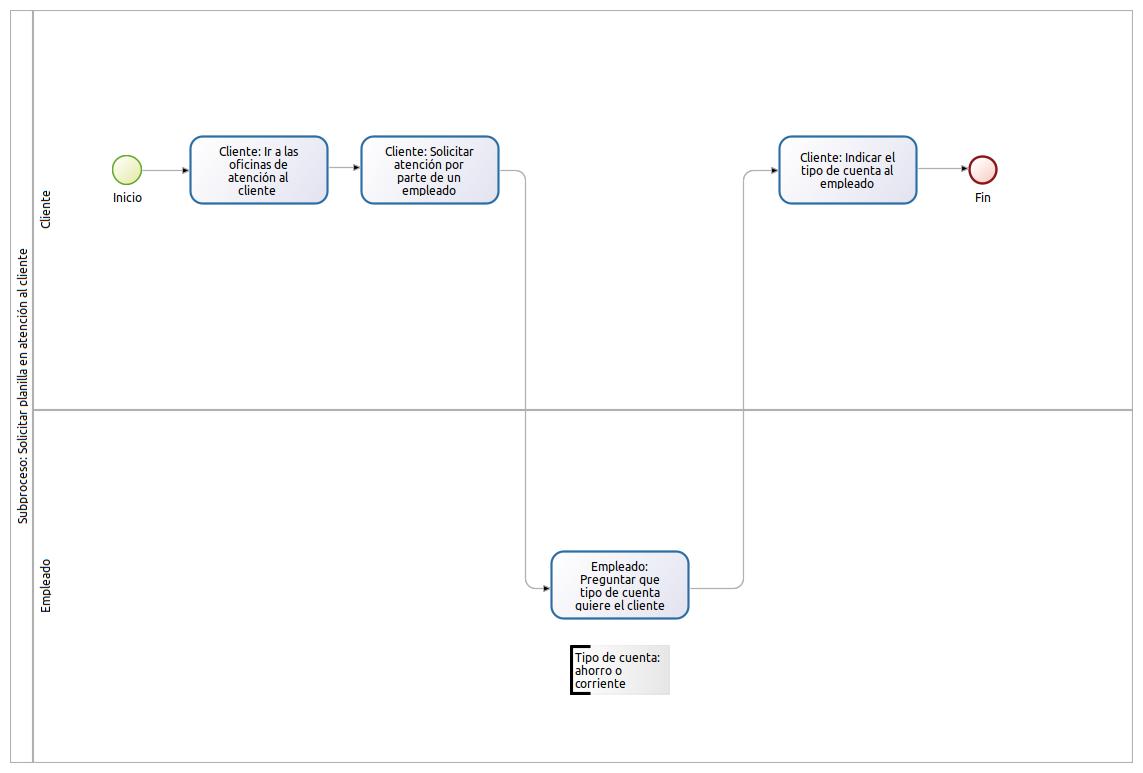 Subproceso: Solicitar planilla en atención al cliente
Cliente
Inicio
Cliente: Ir a las
oficinas de
atención al
cliente
Cliente: Solicitar
atención por
parte de un
empleado
Cliente: Indicar el
tipo de cuenta al
empleado
Fin
Empleado
Empleado:
Preguntar que
tipo de cuenta
quiere el cliente
Tipo de cuenta:
ahorro o
corriente